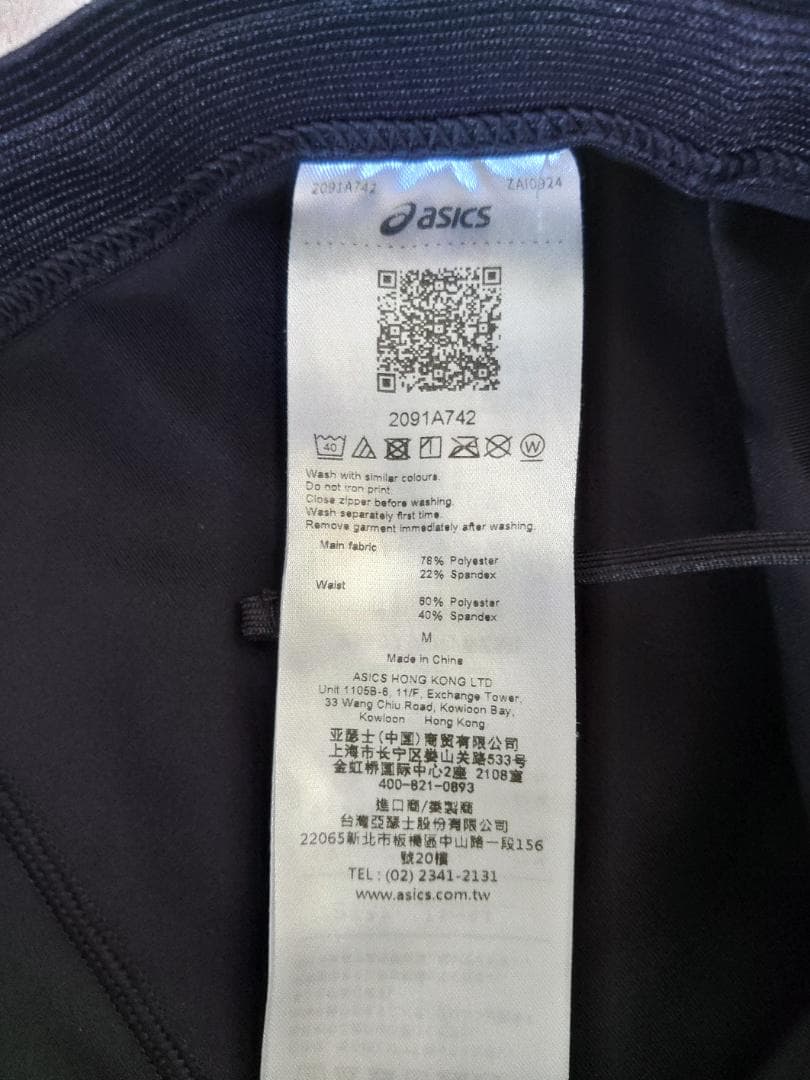 2091A742 ZA10924
asics
2091A742
40 W
Wash with similar colours.
Do not iron print.
Close zipper before washing.
Wash separately first time.
Remove garment immediately after washing.
Main fabric
78% Polyester
22% Spandex
Waist
60% Polyester
40% Spandex
M
Made in China
ASICS HONG KONG LTD
Unit 1105B-6, 11/F, Exchange Tower,
33 Wang Chiu Road, Kowloon Bay,
Kowloon Hong Kong
亚瑟士(中国)商贸有限公司
上海市长宁区娄山关路533号
金虹桥国际中心2座 2108室
400-821-0893
進口商/委製商
台灣亞瑟士股份有限公司
22065新北市板橋區中山路一段156
號20樓
TEL:(02) 2341-2131
www.asics.com.tw